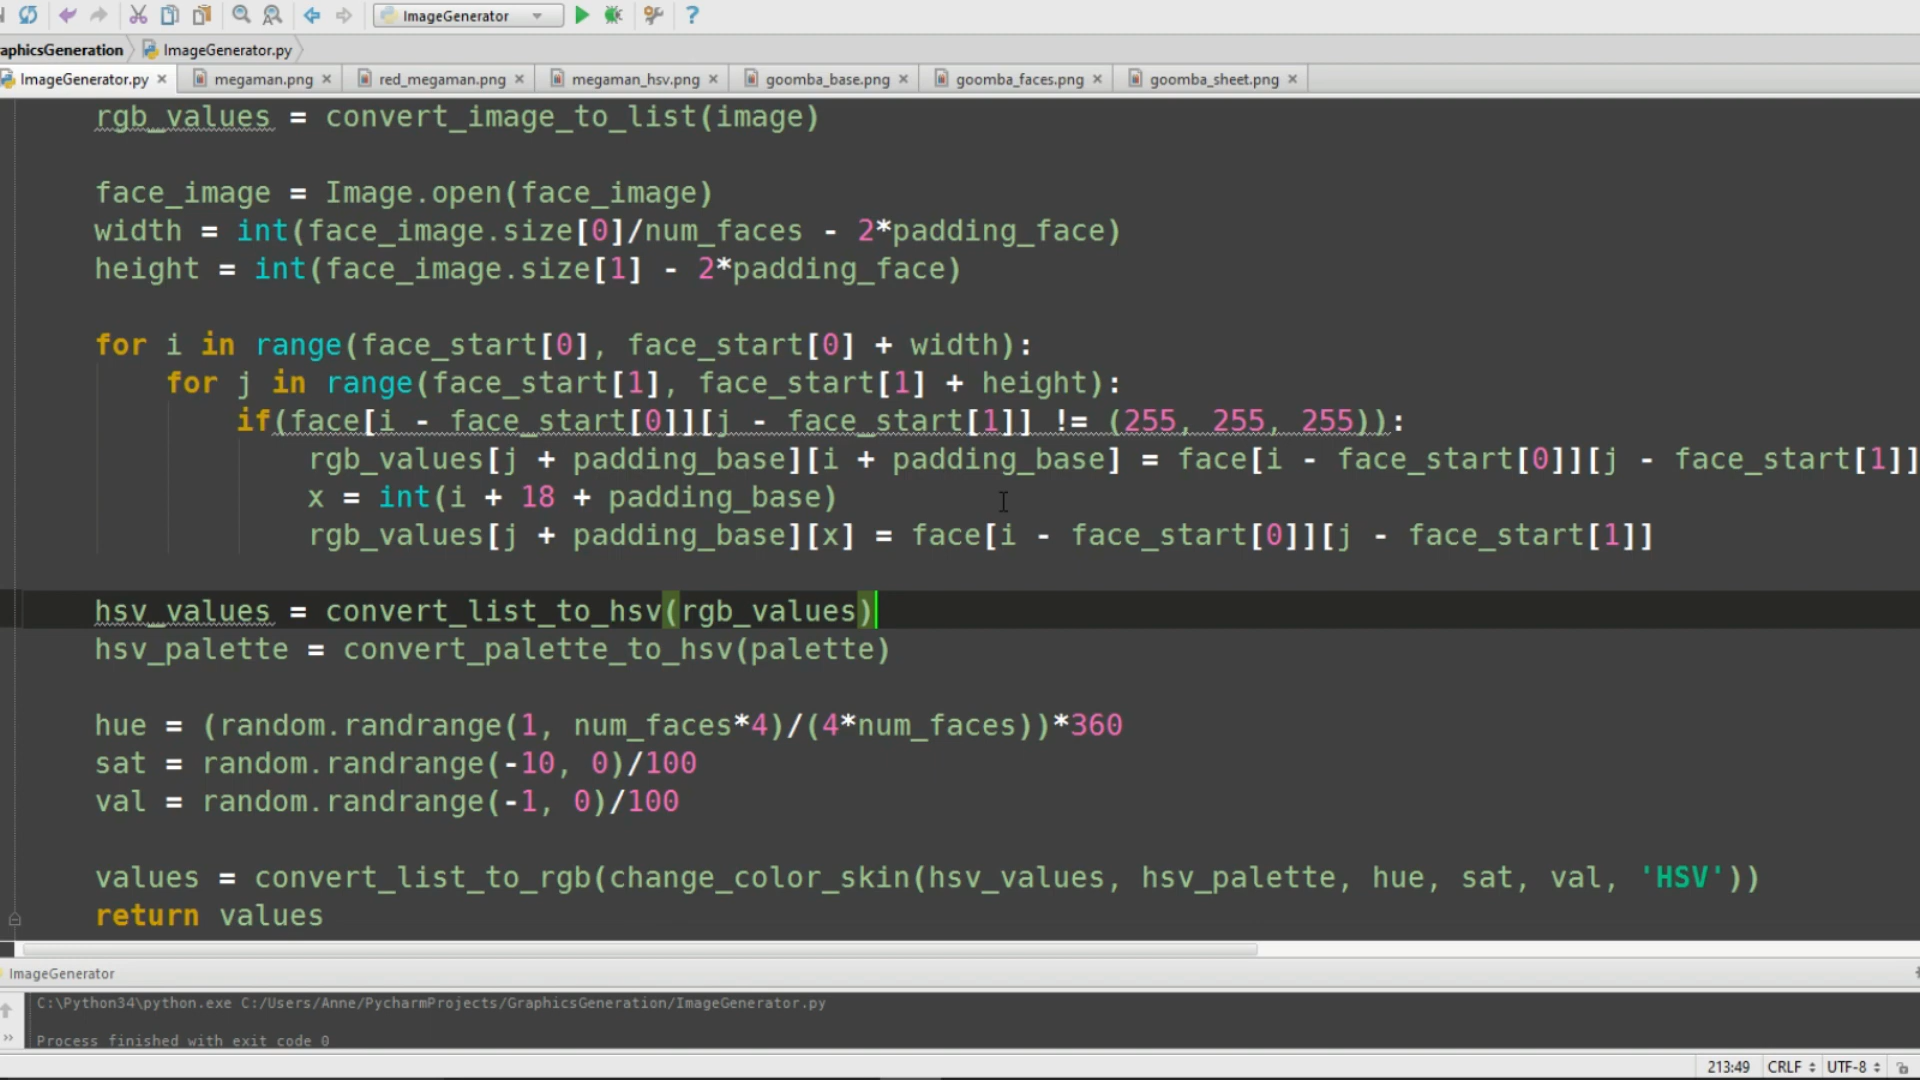 ImageGenerator
aphicsGeneration ImageGenerator.py
ImageGenerator.py megaman.png red_megaman.png megaman_hsv.png goomba_base.png goomba_faces.png goomba_sheet.png
rgb_values = convert_image_to_list(image)
face_image = Image.open(face_image)
width = int(face_image.size[0]/num_faces - 2*padding_face)
height = int(face_image.size[1] - 2*padding_face)
for i in range(face_start[0], face_start[0] + width):
for j in range(face_start[1], face_start[1] + height):
if(face[i - face_start[0]][j - face_start[1]] != (255, 255, 255)):
rgb_values[j + padding_base][i + padding_base] = face[i - face_start[0]][j - face_start[1]]
x = int(i + 18 + padding_base)
rgb_values[j + padding_base][x] = face[i - face_start[0]][j - face_start[1]]
hsv_values = convert_list_to_hsv(rgb_values)
hsv_palette = convert_palette_to_hsv(palette)
hue = (random.randrange(1, num_faces*4)/(4*num_faces))*360
sat = random.randrange(-10, 0)/100
val = random.randrange(-1, 0)/100
values = convert_list_to_rgb(change_color_skin(hsv_values, hsv_palette, hue, sat, val, 'HSV'))
return values
ImageGenerator
C:\Python34\python.exe C:/Users/Anne/PycharmProjects/GraphicsGeneration/ImageGenerator.py
Process finished with exit code 0
213:49 CRLF UTF-8